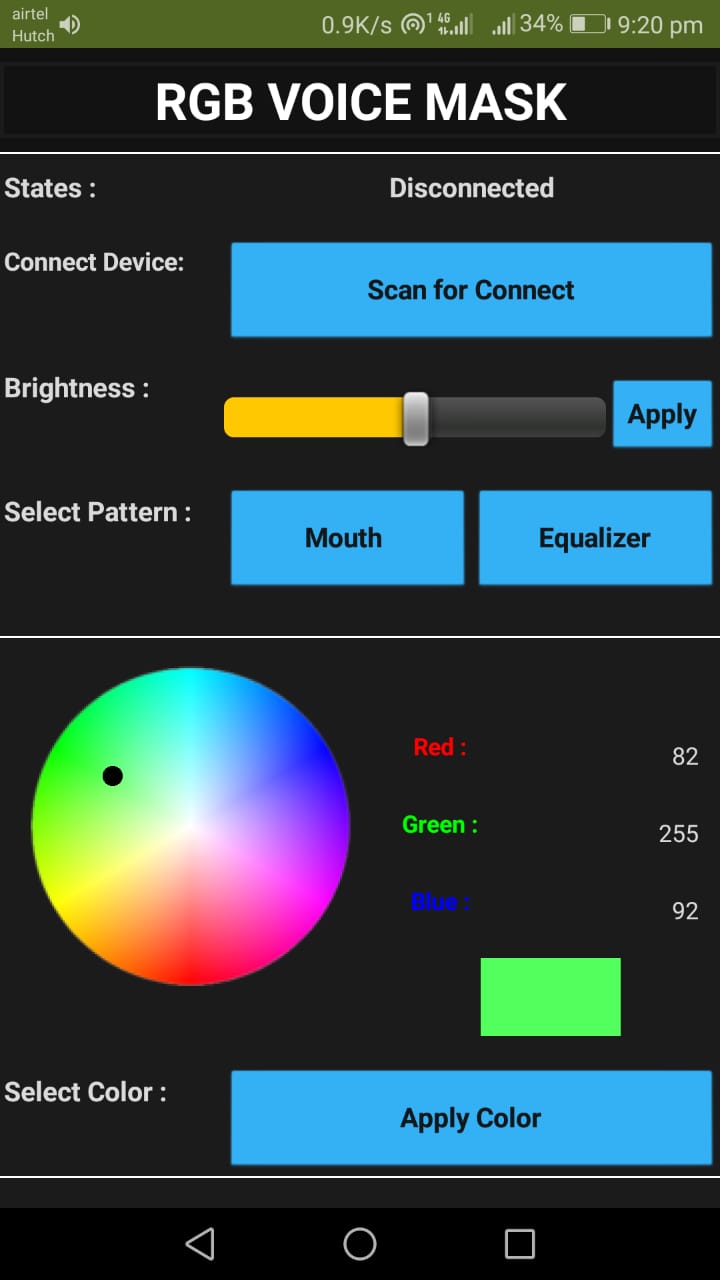 airtel
Hutch
0.9K/s 1 4G 34% 9:20 pm
RGB VOICE MASK
States : Disconnected
Connect Device: Scan for Connect
Brightness : Apply
Select Pattern : Mouth Equalizer
Red : 82
Green : 255
Blue : 92
Select Color : Apply Color